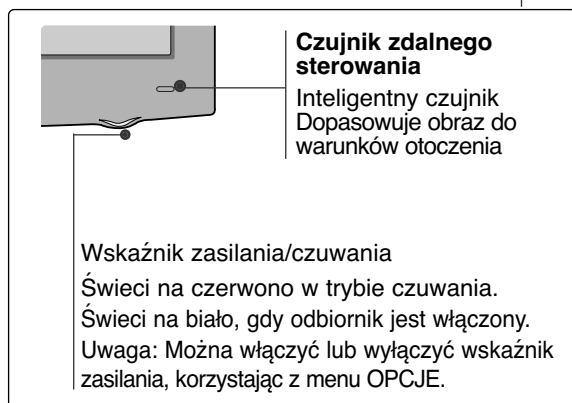 Czujnik zdalnego
sterowania
Inteligentny czujnik
Dopasowuje obraz do
warunków otoczenia
Wskaźnik zasilania/czuwania
Świeci na czerwono w trybie czuwania.
Świeci na biało, gdy odbiornik jest włączony.
Uwaga: Można włączyć lub wyłączyć wskaźnik
zasilania, korzystając z menu OPCJE.